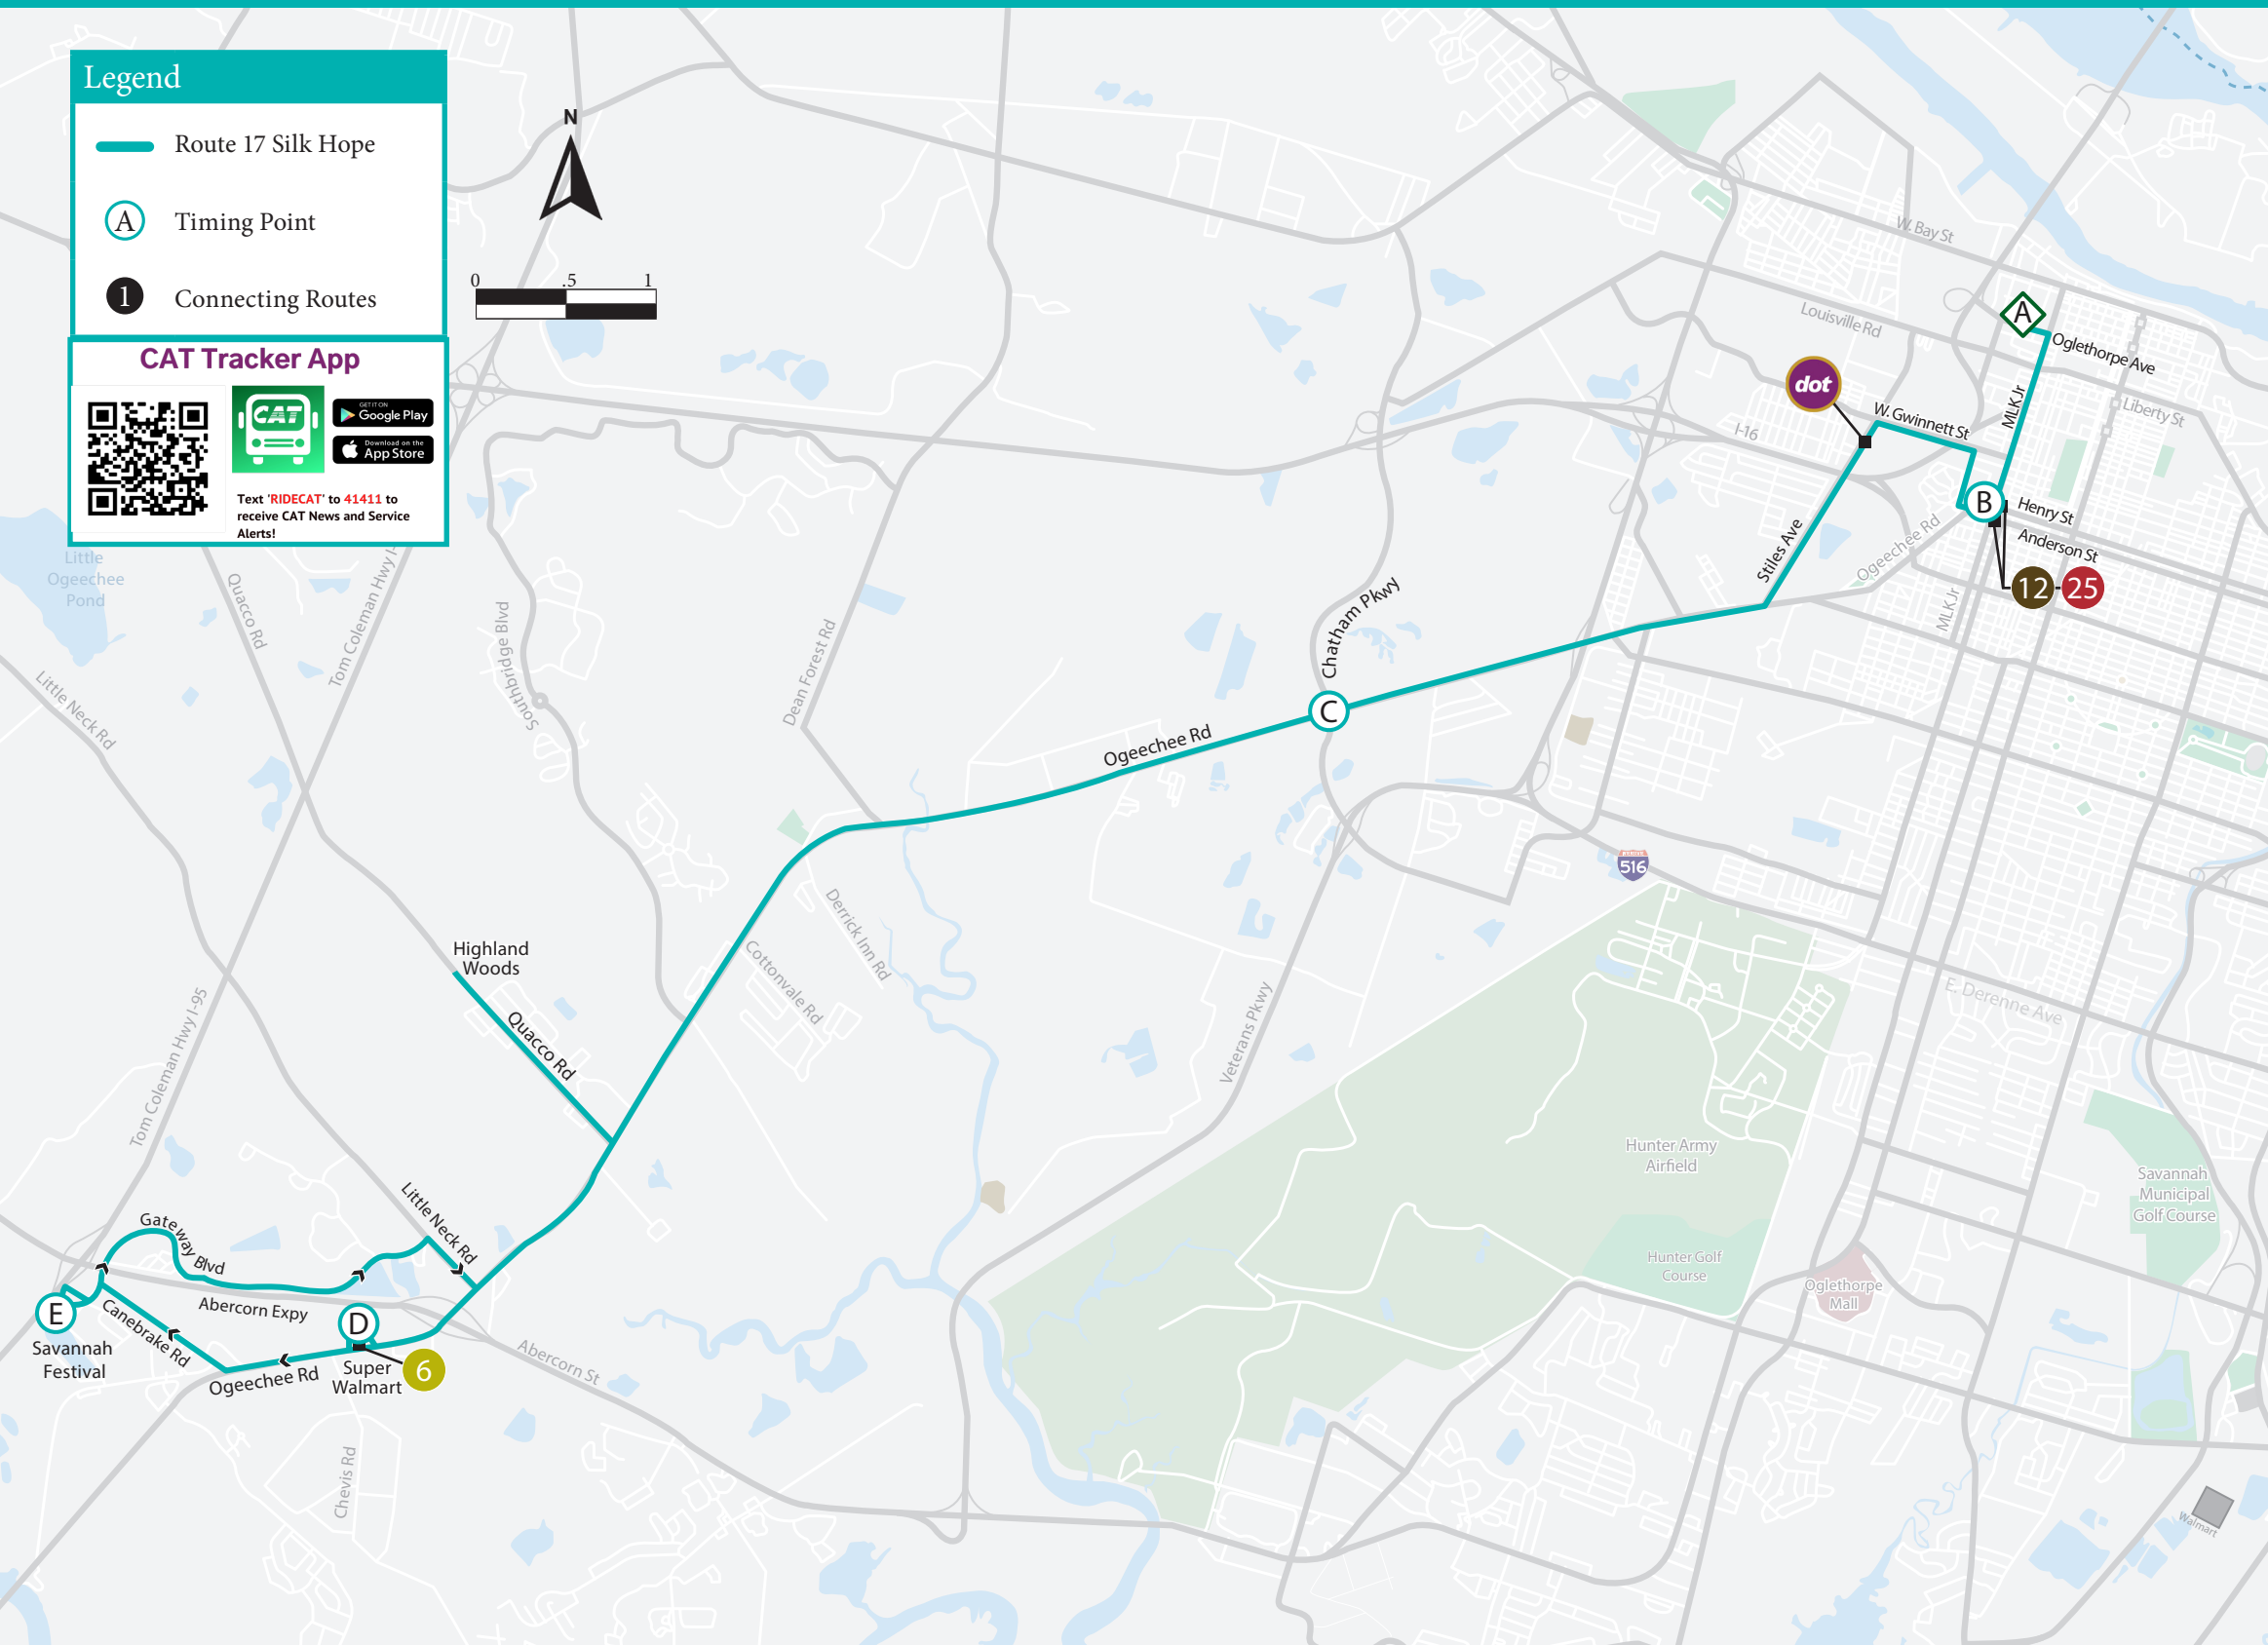 Legend
Route 17 Silk Hope
A
Timing Point
1
Connecting Routes
CAT Tracker App
CAT
GET IT ON
Google Play
Download on the
App Store
Text 'RIDECAT' to 41411 to
receive CAT News and Service
Alerts!
N
0 .5 1
W. Bay St
Louisville Rd
A
Oglethorpe Ave
MLK Jr
Liberty St
dot
W. Gwinnett St
I-16
B
Henry St
Anderson St
Ogeechee Rd
Stiles Ave
12
25
MLK Jr
Little
Ogeechee
Pond
Quacco Rd
Tom Coleman Hwy I-
Southbridge Blvd
Little Neck Rd
Dean Forest Rd
Chatham Pkwy
C
Ogeechee Rd
516
Derrick Inn Rd
Cottonvale Rd
Highland
Woods
Quacco Rd
Tom Coleman Hwy I-95
Veterans Pkwy
E. Derenne Ave
Hunter Army
Airfield
Savannah
Municipal
Golf Course
Hunter Golf
Course
Oglethorpe
Mall
Little Neck Rd
Gateway Blvd
Abercorn Expy
E
Savannah
Festival
Canebrake Rd
D
Super
Walmart
6
Ogeechee Rd
Abercorn St
Chevis Rd
Walmart